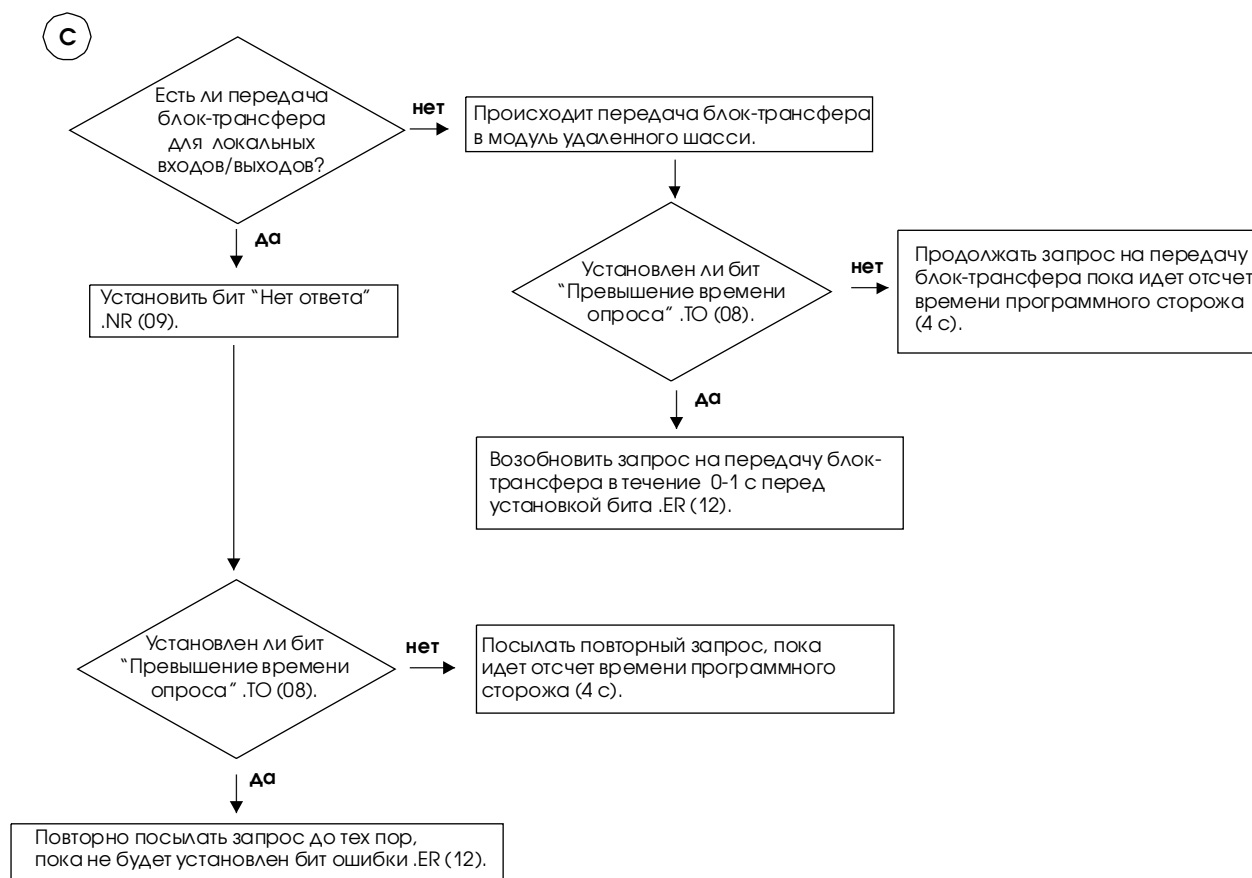 C
Есть ли передача
блок-трансфера
для локальных
входов/выходов?
нет
Происходит передача блок-трансфера
в модуль удаленного шасси.
да
Установить бит “Нет ответа”
.NR (09).
Установлен ли бит
“Превышение времени
опроса” .TO (08).
нет
Продолжать запрос на передачу
блок-трансфера пока идет отсчет
времени программного сторожа
(4 с).
да
Возобновить запрос на передачу блок-
трансфера в течение 0-1 с перед
установкой бита .ER (12).
Установлен ли бит
“Превышение времени
опроса” .TO (08).
нет
Посылать повторный запрос, пока
идет отсчет времени программного
сторожа (4 с).
да
Повторно посылать запрос до тех пор,
пока не будет установлен бит ошибки .ER (12).